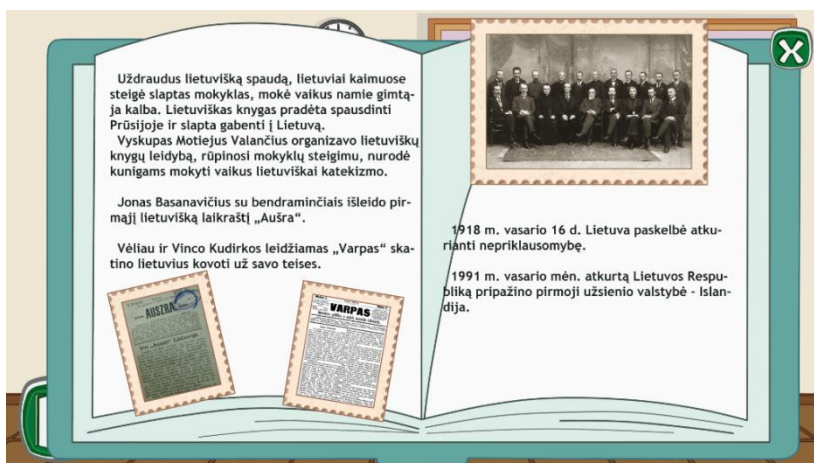 Uždraudus lietuvišką spaudą, lietuviai kaimuose
steigė slaptas mokyklas, mokė vaikus namie gimtą-
ja kalba. Lietuviškas knygas pradėta spausdinti
Prūsijoje ir slapta gabenti į Lietuvą.
Vyskupas Motiejus Valančius organizavo lietuviškų
knygų leidybą, rūpinosi mokyklų steigimu, nurodė
kunigams mokyti vaikus lietuviškai katekizmo.
Jonas Basanavičius su bendraminčiais išleido pir-
mąjį lietuvišką laikraštį „Aušra“.
Vėliau ir Vinco Kudirkos leidžiamas „Varpas“ ska-
tino lietuvius kovoti už savo teises.
AUSZRA
VARPAS
1918 m. vasario 16 d. Lietuva paskelbė atku-
rianti nepriklausomybę.
1991 m. vasario mėn. atkurtą Lietuvos Respu-
bliką pripažino pirmoji užsienio valstybė - Islan-
dija.